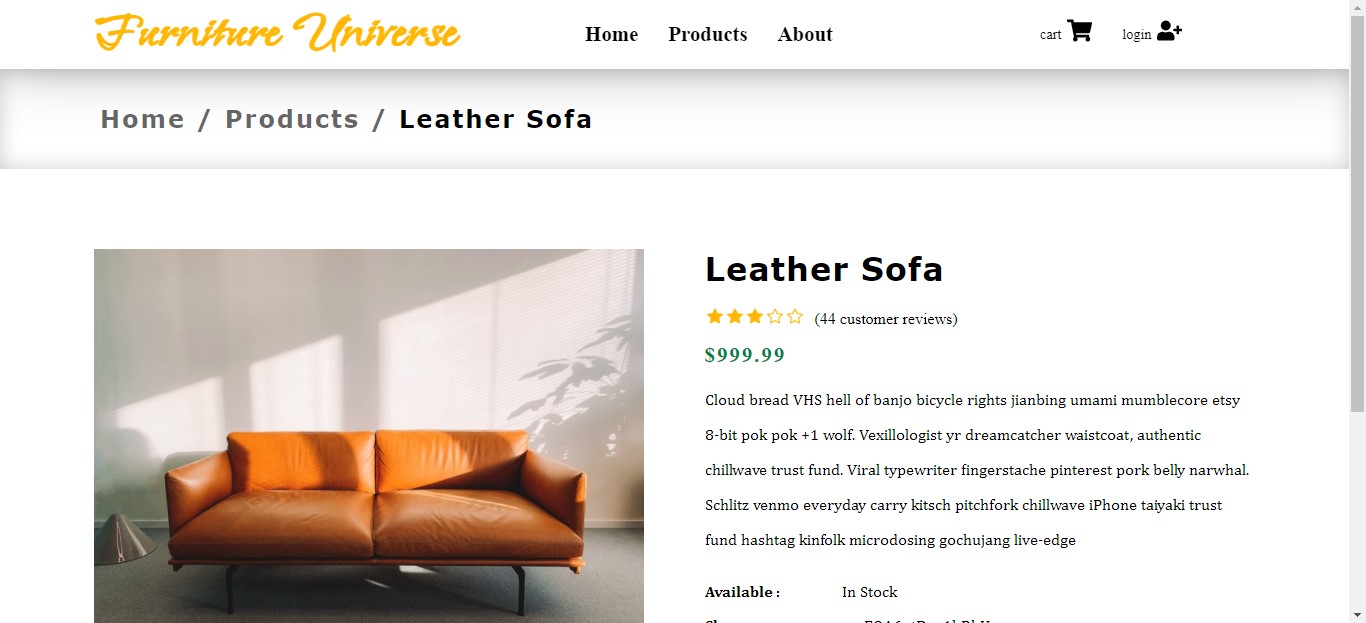 Furniture Universe
Home Products About
cart login
Home / Products / Leather Sofa
Leather Sofa
(44 customer reviews)
$999.99
Cloud bread VHS hell of banjo bicycle rights jianbing umami mumblecore etsy
8-bit pok pok +1 wolf. Vexillologist yr dreamcatcher waistcoat, authentic
chillwave trust fund. Viral typewriter fingerstache pinterest pork belly narwhal.
Schlitz venmo everyday carry kitsch pitchfork chillwave iPhone taiyaki trust
fund hashtag kinfolk microdosing gochujang live-edge
Available : In Stock